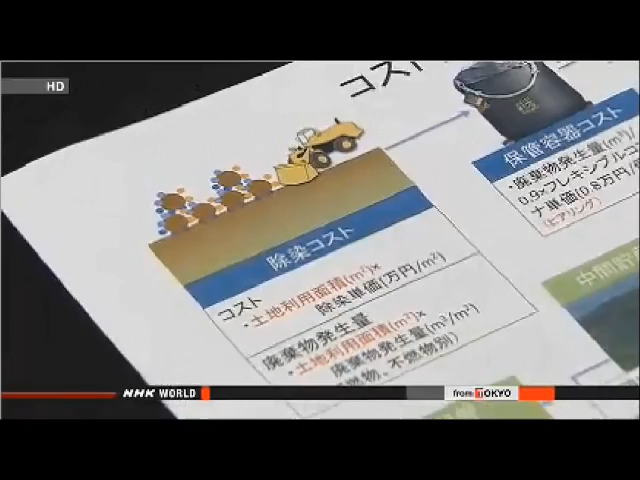 HD
コスト
除染コスト
コスト
・土地利用面積(m²)×
除染単価(万円/m²)
廃棄物発生量
・土地利用面積(m²)×
廃棄物発生量(m³/m²)
燃物、不燃物別)
保管容器コスト
・廃棄物発生量(m³)/
0.9×フレキシブルコ
ナ単価(0.8万円/
(ヒアリング)
中間貯
NHK WORLD
from TOKYO